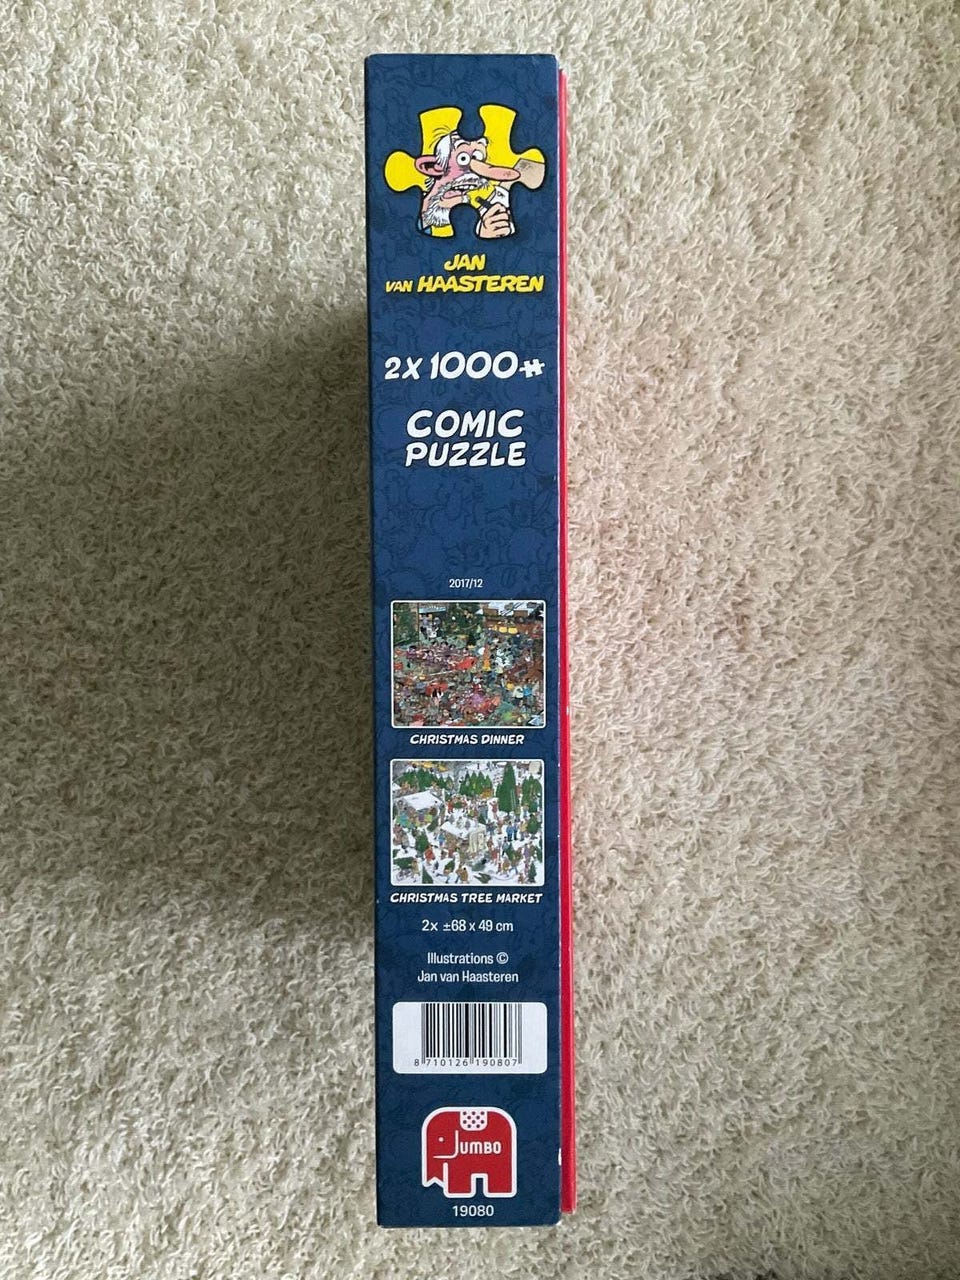 JAN
VAN HAASTEREN
2X 1000
COMIC
PUZZLE
2017/12
CHRISTMAS DINNER
CHRISTMAS TREE MARKET
2x ±68 x 49 cm
Illustrations ©
Jan van Haasteren
8 710126 190807
JUMBO
19080